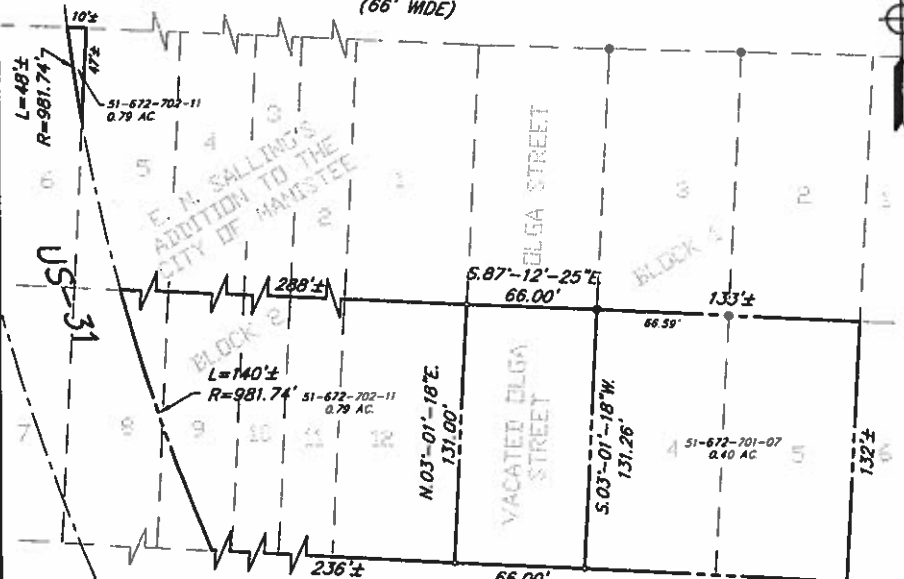 (66' WIDE)
10'±
47'±
L=48'±
R=981.74'
51-672-702-11
0.79 AC
6
5
4
3
2
1
E. N. SALLING'S
ADDITION TO THE
CITY OF MANISTEE
OLGA STREET
3
2
BLOCK 1
US-31
288'±
S.87°-12'-25"E.
66.00'
133'±
66.59'
BLOCK 2
L=140'±
R=981.74'
51-672-702-11
0.79 AC.
N.03°-01'-18"E.
131.00'
VACATED OLGA
STREET
S.03°-01'-18"W.
131.26'
7
8
9
10
11
12
4
51-672-701-07
0.40 AC
5
6
132'±
236'±
66.00'